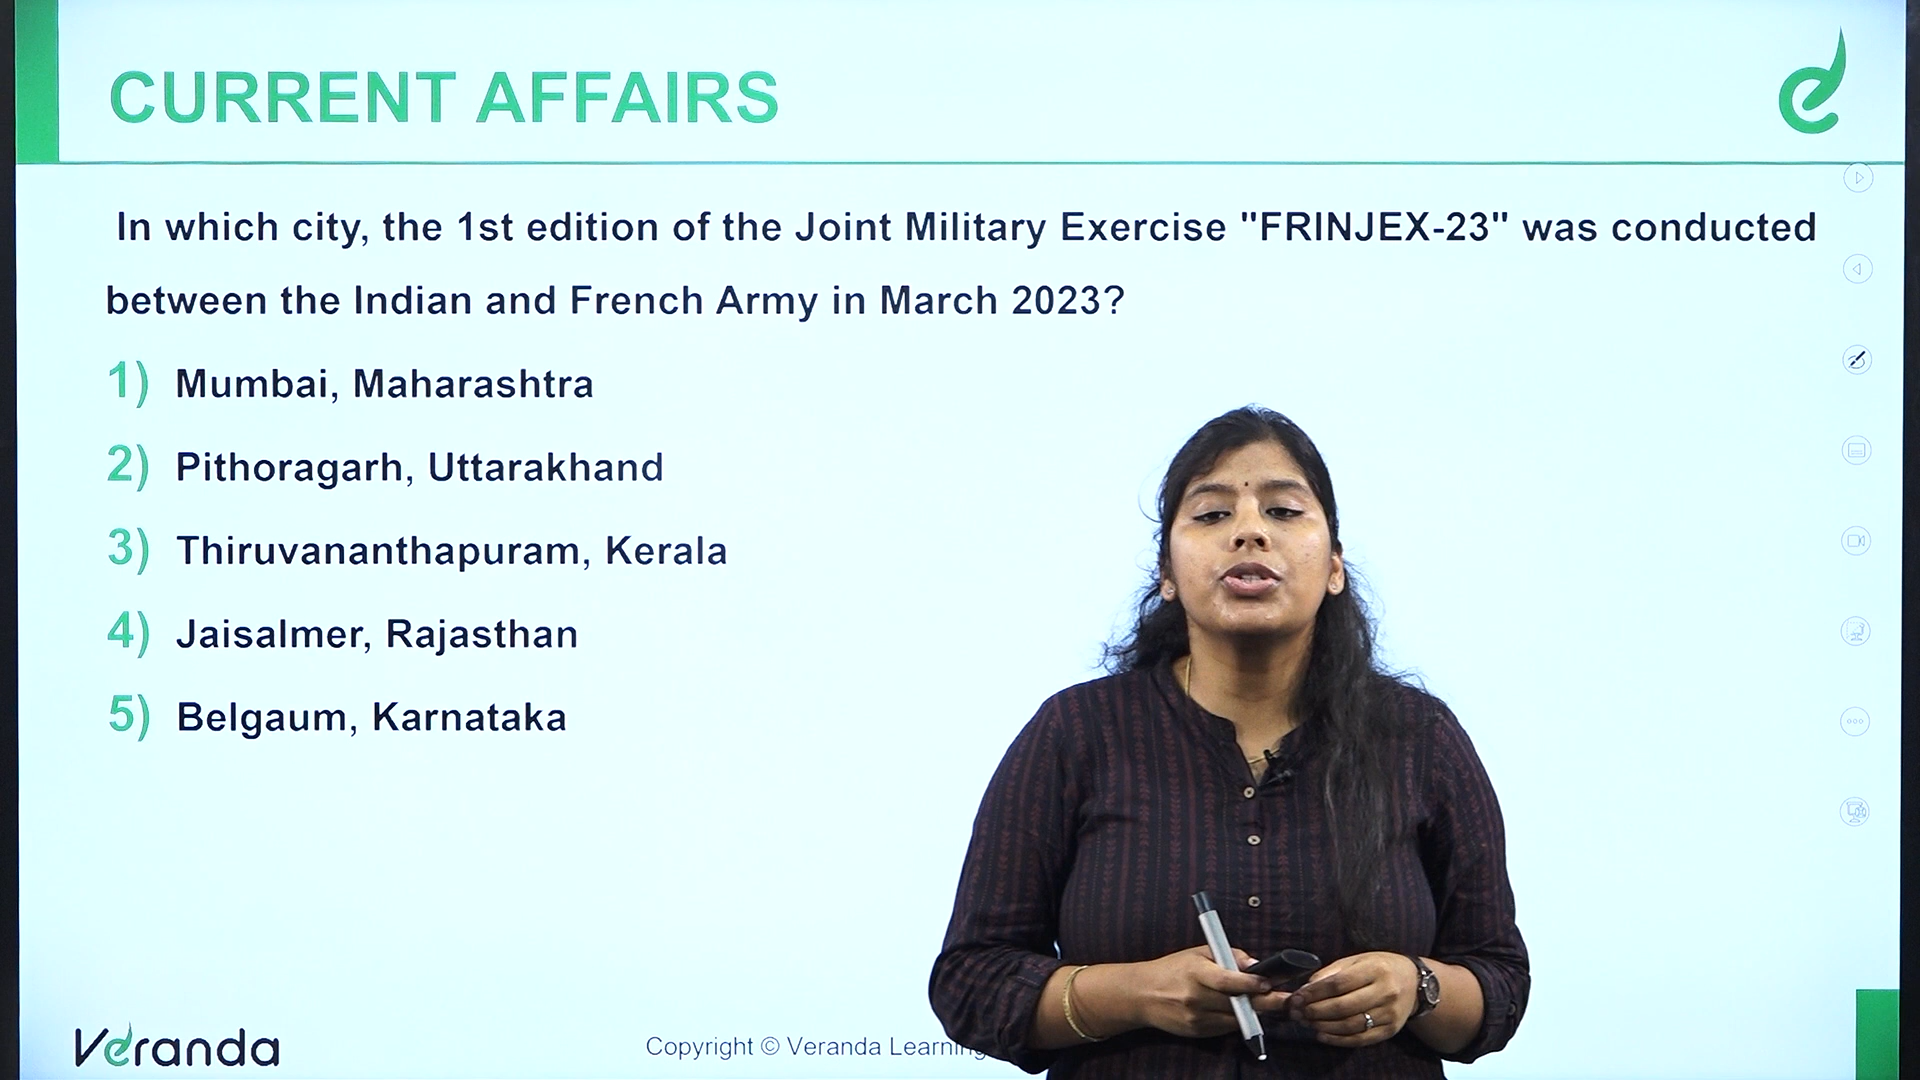 CURRENT AFFAIRS
In which city, the 1st edition of the Joint Military Exercise "FRINJEX-23" was conducted
between the Indian and French Army in March 2023?
1) Mumbai, Maharashtra
2) Pithoragarh, Uttarakhand
3) Thiruvananthapuram, Kerala
4) Jaisalmer, Rajasthan
5) Belgaum, Karnataka
Veranda
Copyright © Veranda Learning